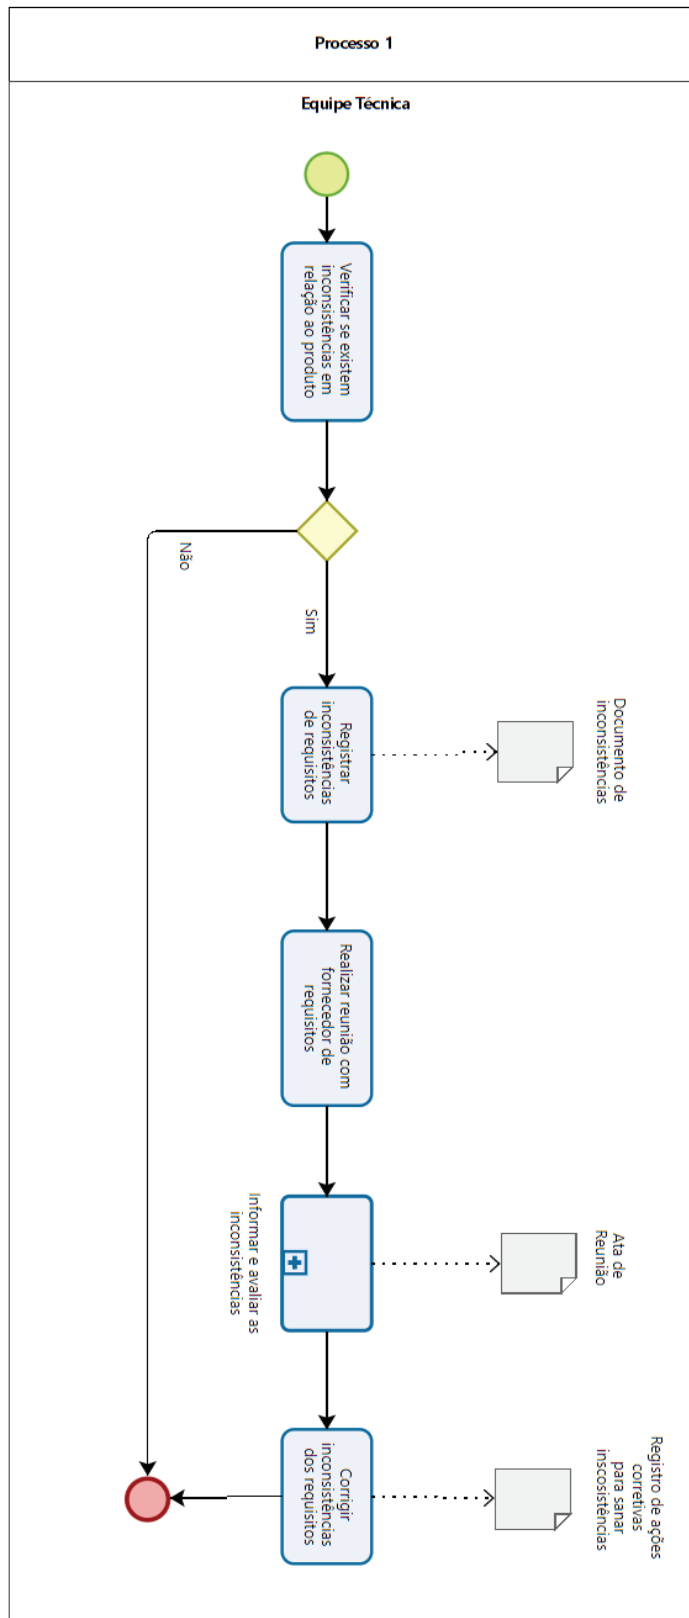 Processo 1
Equipe Técnica
Verificar se existem
inconsistências em
relação ao produto
Não
Sim
Registrar
inconsistências
de requisitos
Documento de
inconsistências
Realizar reunião com
fornecedor de
requisitos
Informar e avaliar as
inconsistências
Ata de
Reunião
Corrigir
inconsistências
dos requisitos
Registro de ações
corretivas
para sanar
inscosistências